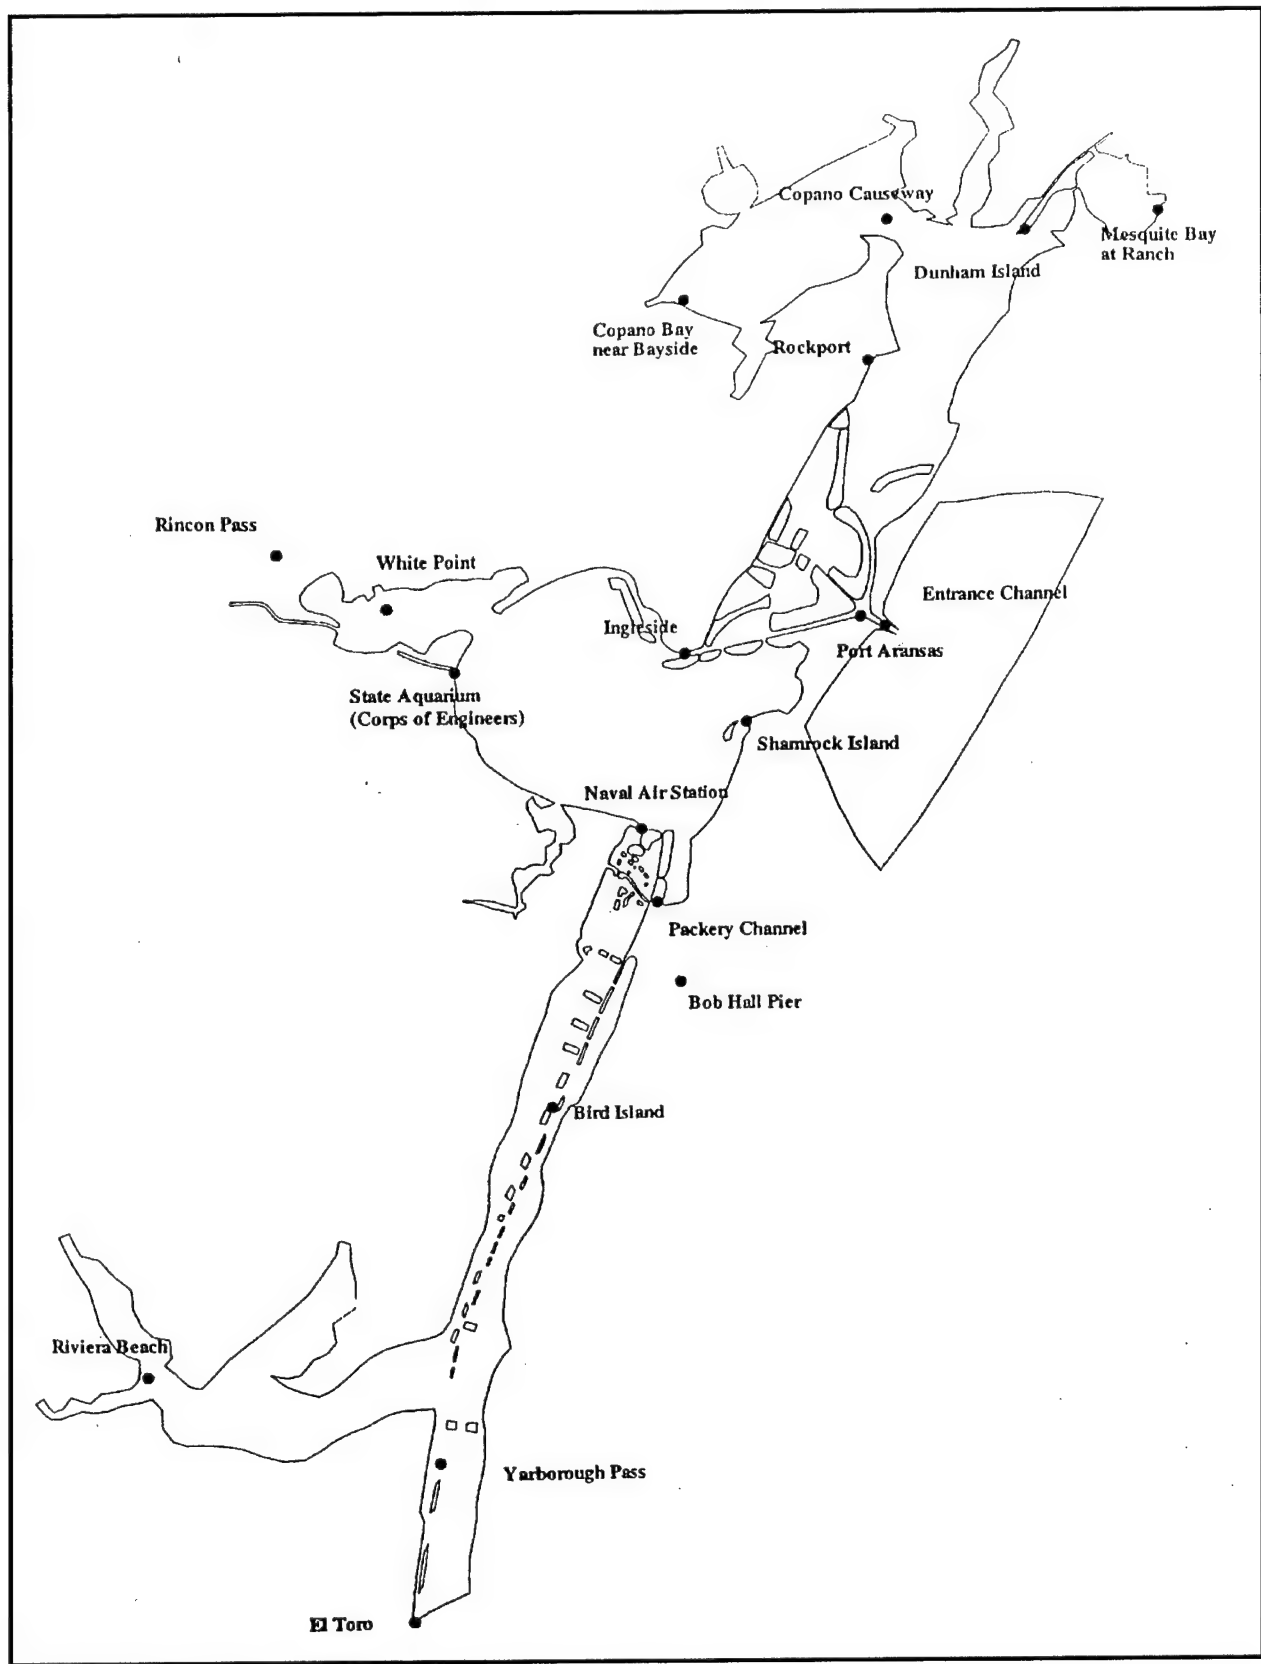 Copano Causeway
Mesquite Bay
at Ranch
Dunham Island
Copano Bay
near Bayside
Rockport
Rincon Pass
White Point
Entrance Channel
Ingleside
Port Aransas
State Aquarium
(Corps of Engineers)
Shamrock Island
Naval Air Station
Packery Channel
Bob Hall Pier
Bird Island
Riviera Beach
Yarborough Pass
El Toro